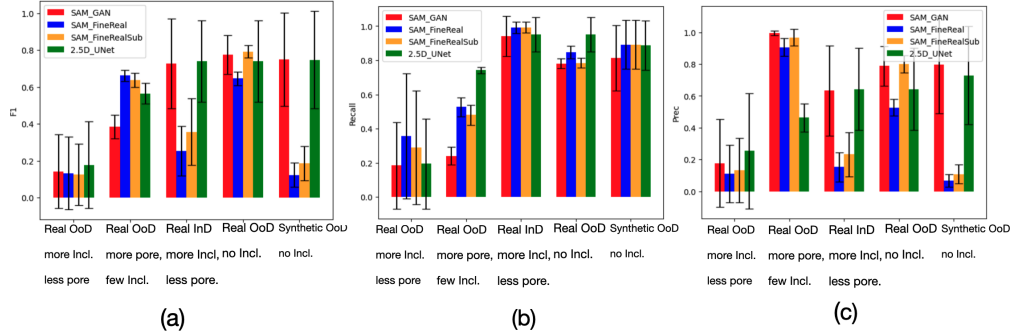 SAM_GAN
SAM_FineReal
SAM_FineRealSub
2.5D_UNet
F1
1.0
0.8
0.6
0.4
0.2
0.0
Real OoD Real OoD Real InD Real OoD Synthetic OoD
more Incl. more pore, more Incl, no Incl. no Incl.
less pore few Incl. less pore.
(a)
SAM_GAN
SAM_FineReal
SAM_FineRealSub
2.5D_UNet
Recall
1.0
0.8
0.6
0.4
0.2
0.0
Real OoD Real OoD Real InD Real OoD Synthetic OoD
more Incl. more pore, more Incl, no Incl. no Incl.
less pore few Incl. less pore.
(b)
SAM_GAN
SAM_FineReal
SAM_FineRealSub
2.5D_UNet
Prec
1.0
0.8
0.6
0.4
0.2
0.0
Real OoD Real OoD Real InD Real OoD Synthetic OoD
more Incl. more pore, more Incl, no Incl. no Incl.
less pore few Incl. less pore.
(c)